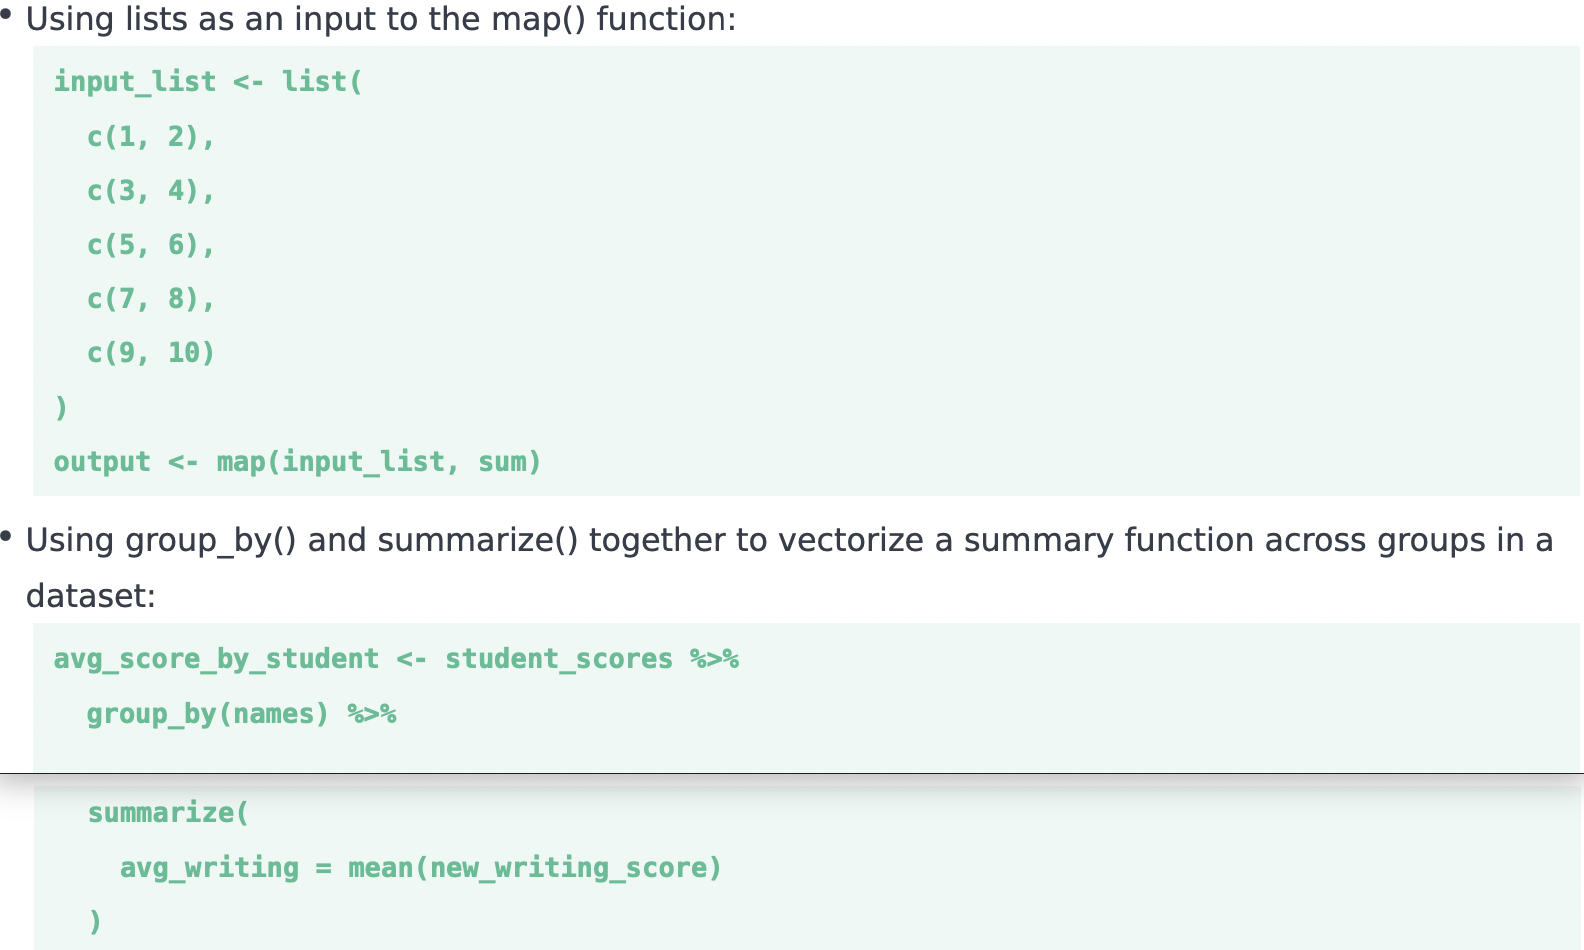 • Using lists as an input to the map() function:
input_list <- list(
  c(1, 2),
  c(3, 4),
  c(5, 6),
  c(7, 8),
  c(9, 10)
)
output <- map(input_list, sum)
• Using group_by() and summarize() together to vectorize a summary function across groups in a
dataset:
avg_score_by_student <- student_scores %>%
  group_by(names) %>%
  summarize(
    avg_writing = mean(new_writing_score)
  )